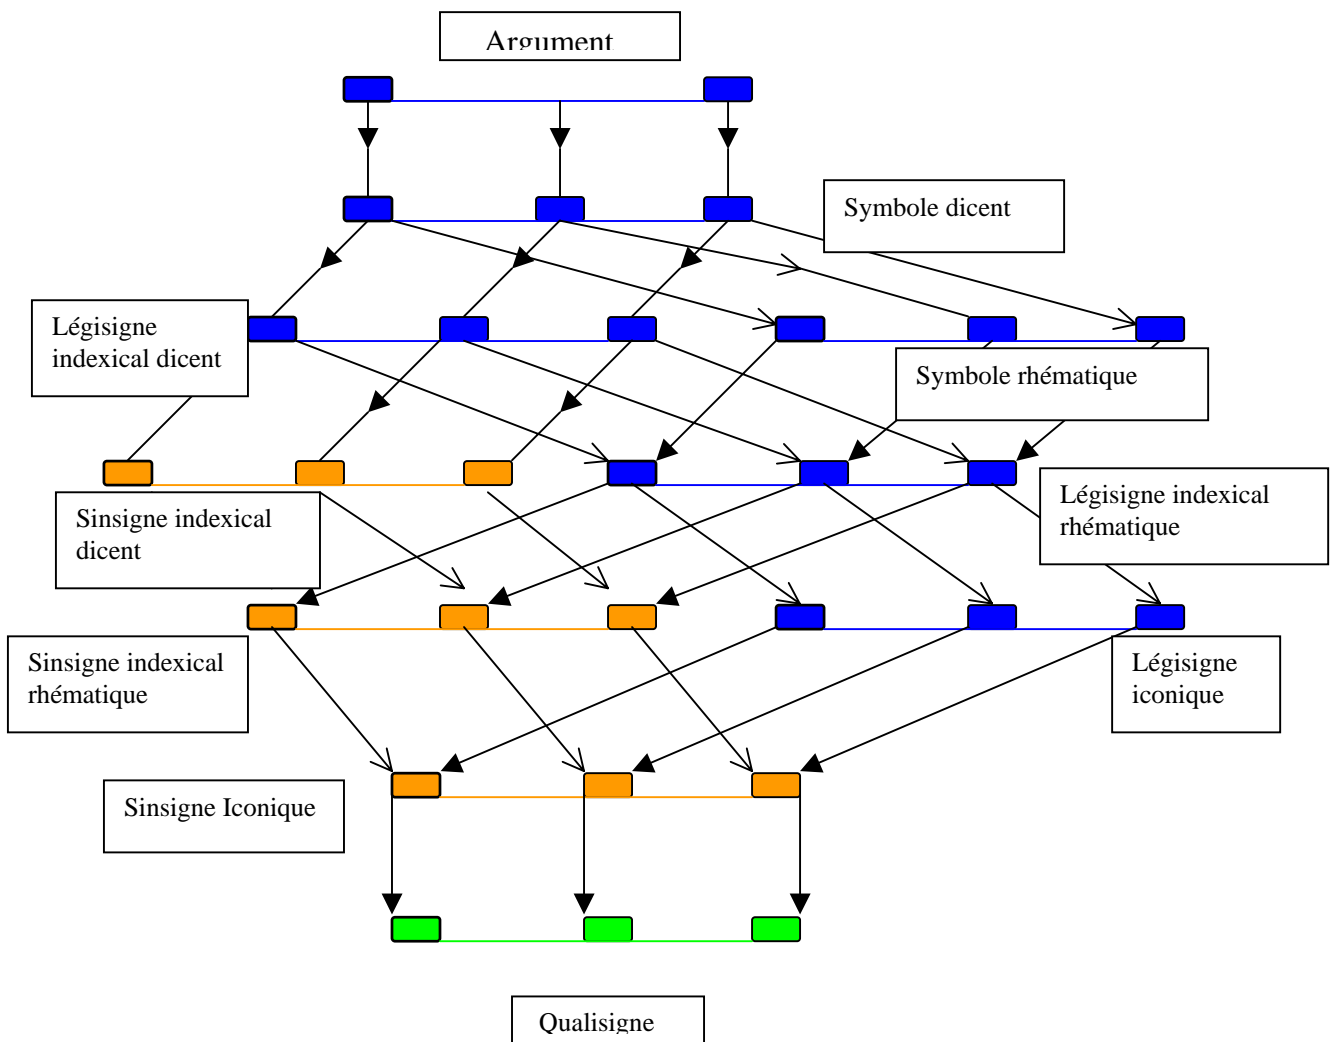 Argument
Symbole dicent
Légisigne
indexical dicent
Symbole rhématique
Sinsigne indexical
dicent
Légisigne indexical
rhématique
Sinsigne indexical
rhématique
Légisigne
iconique
Sinsigne Iconique
Qualisigne